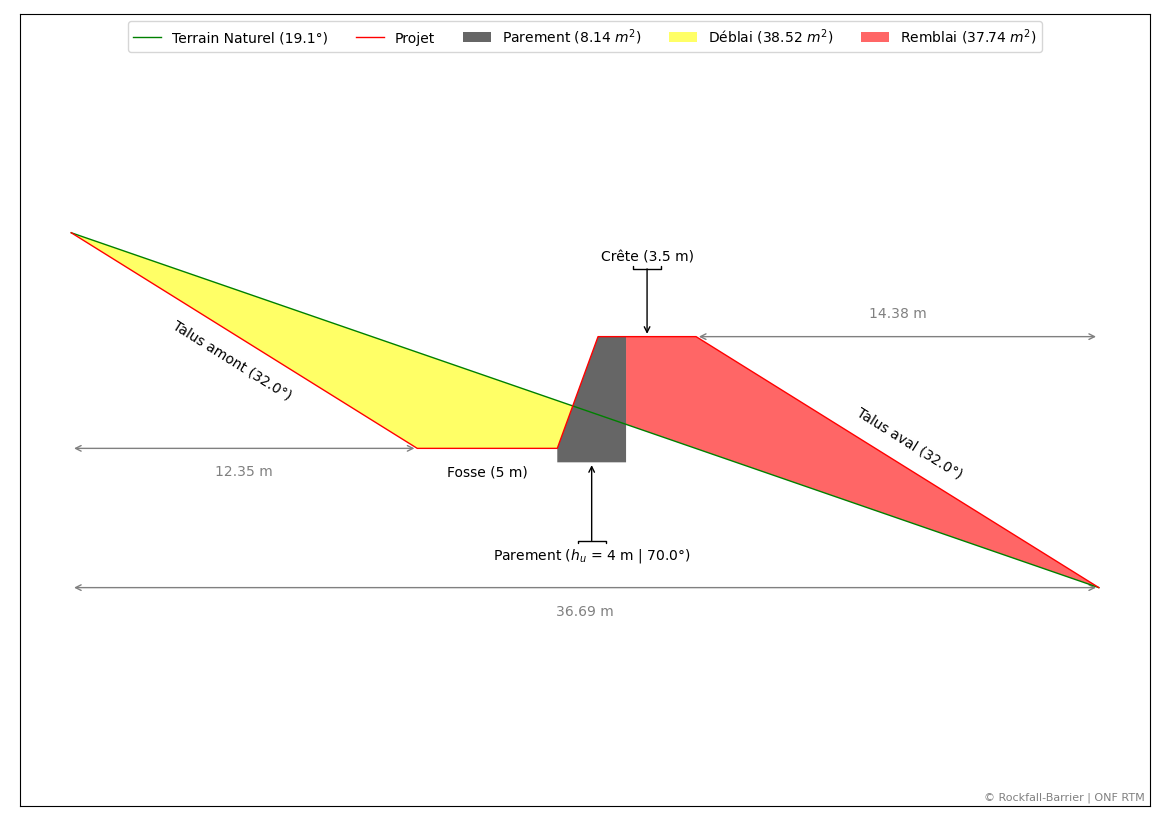 Terrain Naturel (19.1°) Projet Parement (8.14 m²) Déblai (38.52 m²) Remblai (37.74 m²)
Crête (3.5 m)
14.38 m
Talus amont (32.0°)
Talus aval (32.0°)
12.35 m
Fosse (5 m)
Parement (hᵤ = 4 m | 70.0°)
36.69 m
© Rockfall-Barrier | ONF RTM